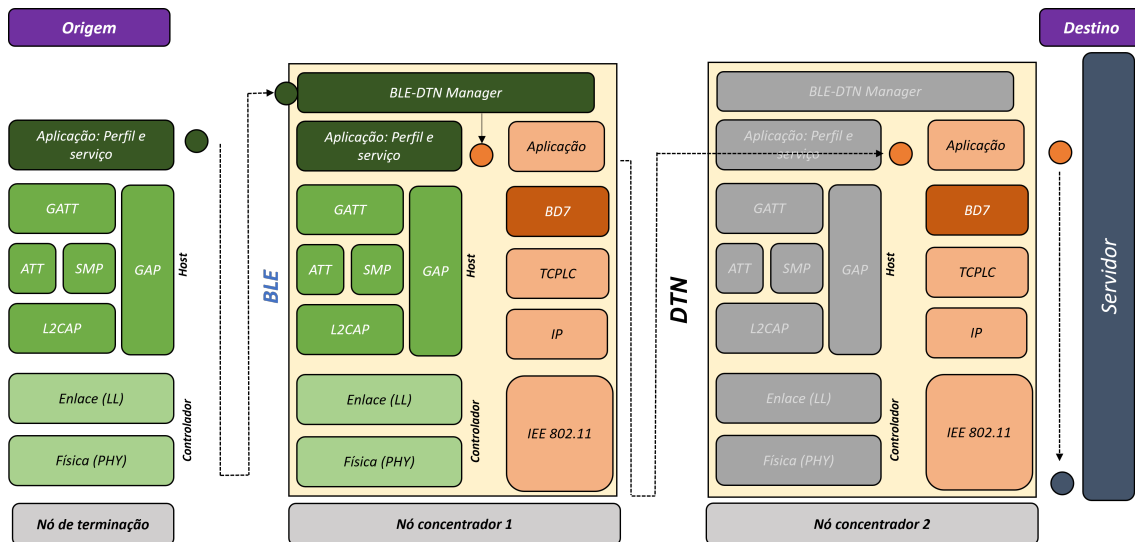 Origem
Destino
Aplicação: Perfil e
serviço
GATT
ATT
SMP
GAP
L2CAP
Host
Enlace (LL)
Física (PHY)
Controlador
Nó de terminação
BLE
BLE-DTN Manager
Aplicação: Perfil e
serviço
GATT
ATT
SMP
GAP
L2CAP
Host
Enlace (LL)
Física (PHY)
Controlador
Aplicação
BD7
TCPLC
IP
IEE 802.11
Nó concentrador 1
DTN
BLE-DTN Manager
Aplicação: Perfil e
serviço
GATT
ATT
SMP
GAP
L2CAP
Host
Enlace (LL)
Física (PHY)
Controlador
Aplicação
BD7
TCPLC
IP
IEE 802.11
Nó concentrador 2
Servidor